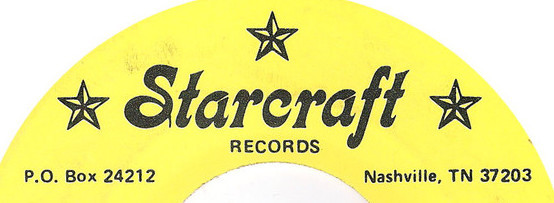 Starcraft
RECORDS
P.O. Box 24212
Nashville, TN 37203